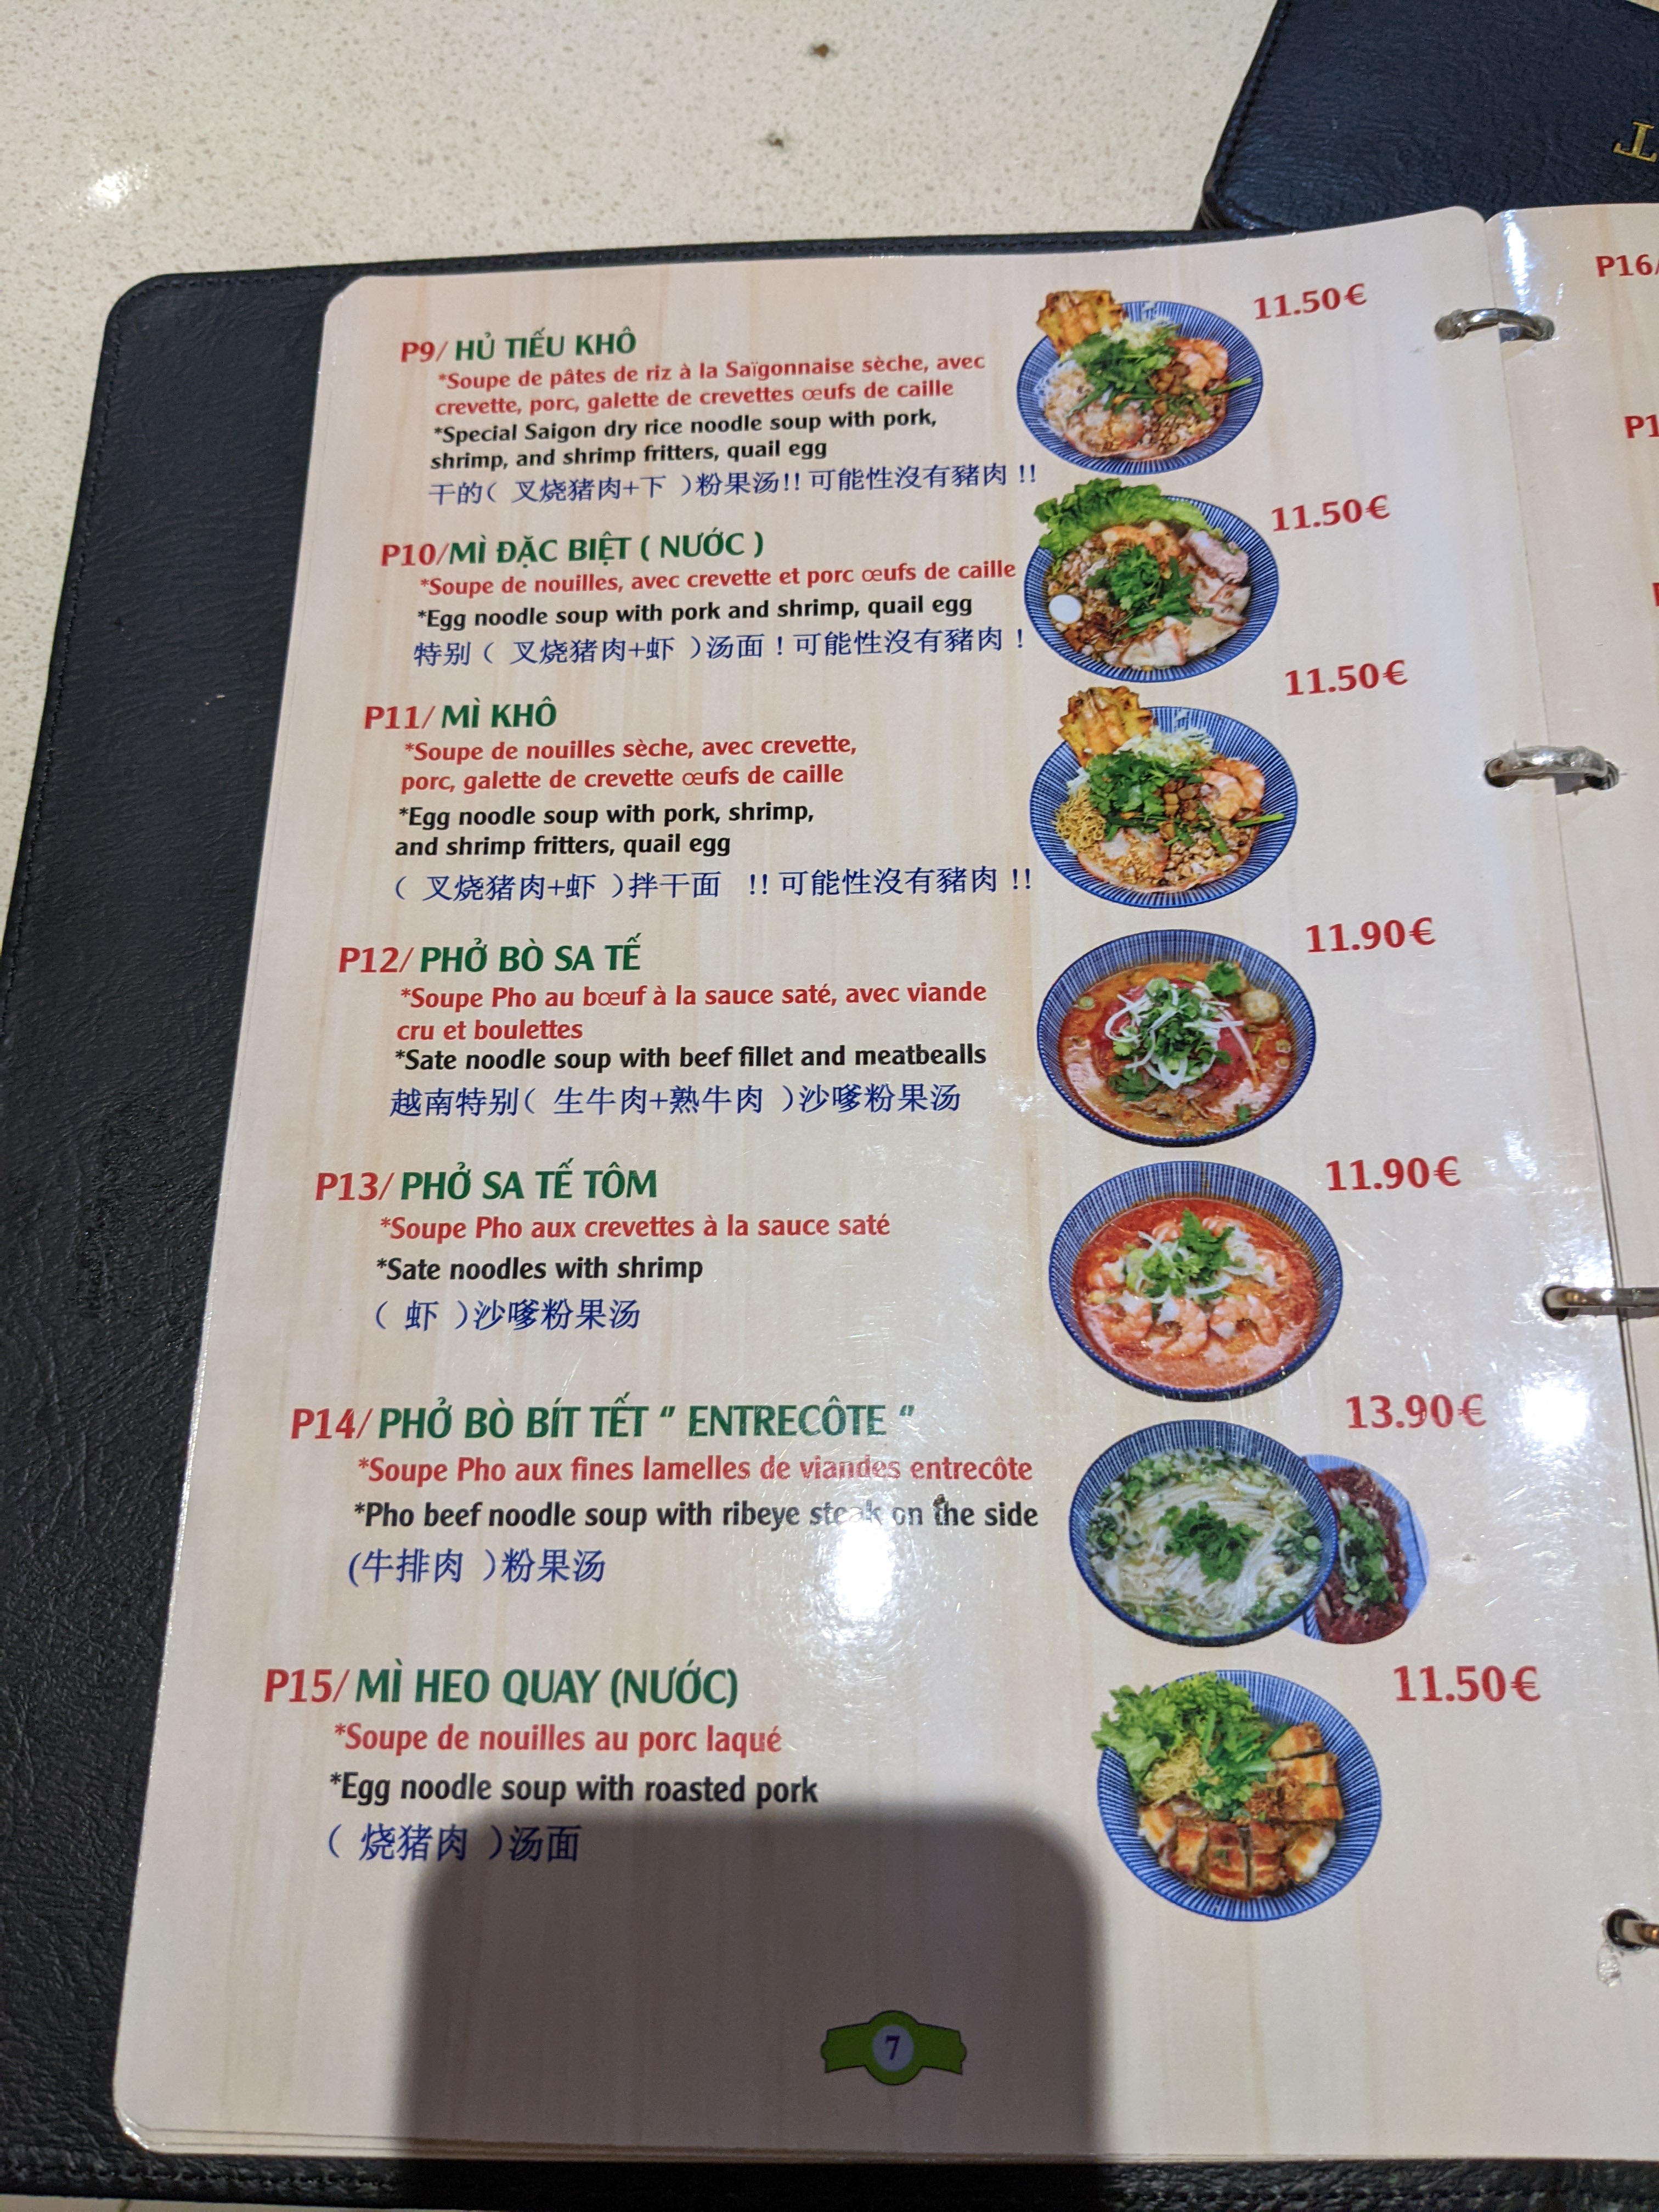 P9/ HỦ TIẾU KHÔ
11.50€
*Soupe de pâtes de riz à la Saïgonnaise sèche, avec
crevette, porc, galette de crevettes œufs de caille
*Special Saigon dry rice noodle soup with pork,
shrimp, and shrimp fritters, quail egg
干的( 叉烧猪肉+下 )粉果汤!! 可能性沒有豬肉 !!
P10/MÌ ĐẶC BIỆT ( NƯỚC )
11.50€
*Soupe de nouilles, avec crevette et porc œufs de caille
*Egg noodle soup with pork and shrimp, quail egg
特别 ( 叉烧猪肉+虾 )汤面 ! 可能性沒有豬肉 !
P11/ MÌ KHÔ
11.50€
*Soupe de nouilles sèche, avec crevette,
porc, galette de crevette œufs de caille
*Egg noodle soup with pork, shrimp,
and shrimp fritters, quail egg
( 叉烧猪肉+虾 )拌干面 !! 可能性沒有豬肉 !!
P12/ PHỞ BÒ SA TẾ
11.90€
*Soupe Pho au bœuf à la sauce saté, avec viande
cru et boulettes
*Sate noodle soup with beef fillet and meatbealls
越南特别( 生牛肉+熟牛肉 )沙嗲粉果汤
P13/ PHỞ SA TẾ TÔM
11.90€
*Soupe Pho aux crevettes à la sauce saté
*Sate noodles with shrimp
( 虾 )沙嗲粉果汤
P14/ PHỞ BÒ BÍT TẾT “ ENTRECÔTE “
13.90€
*Soupe Pho aux fines lamelles de viandes entrecôte
*Pho beef noodle soup with ribeye steak on the side
(牛排肉 )粉果汤
P15/ MÌ HEO QUAY (NƯỚC)
11.50€
*Soupe de nouilles au porc laqué
*Egg noodle soup with roasted pork
( 烧猪肉 )汤面
7
P16/